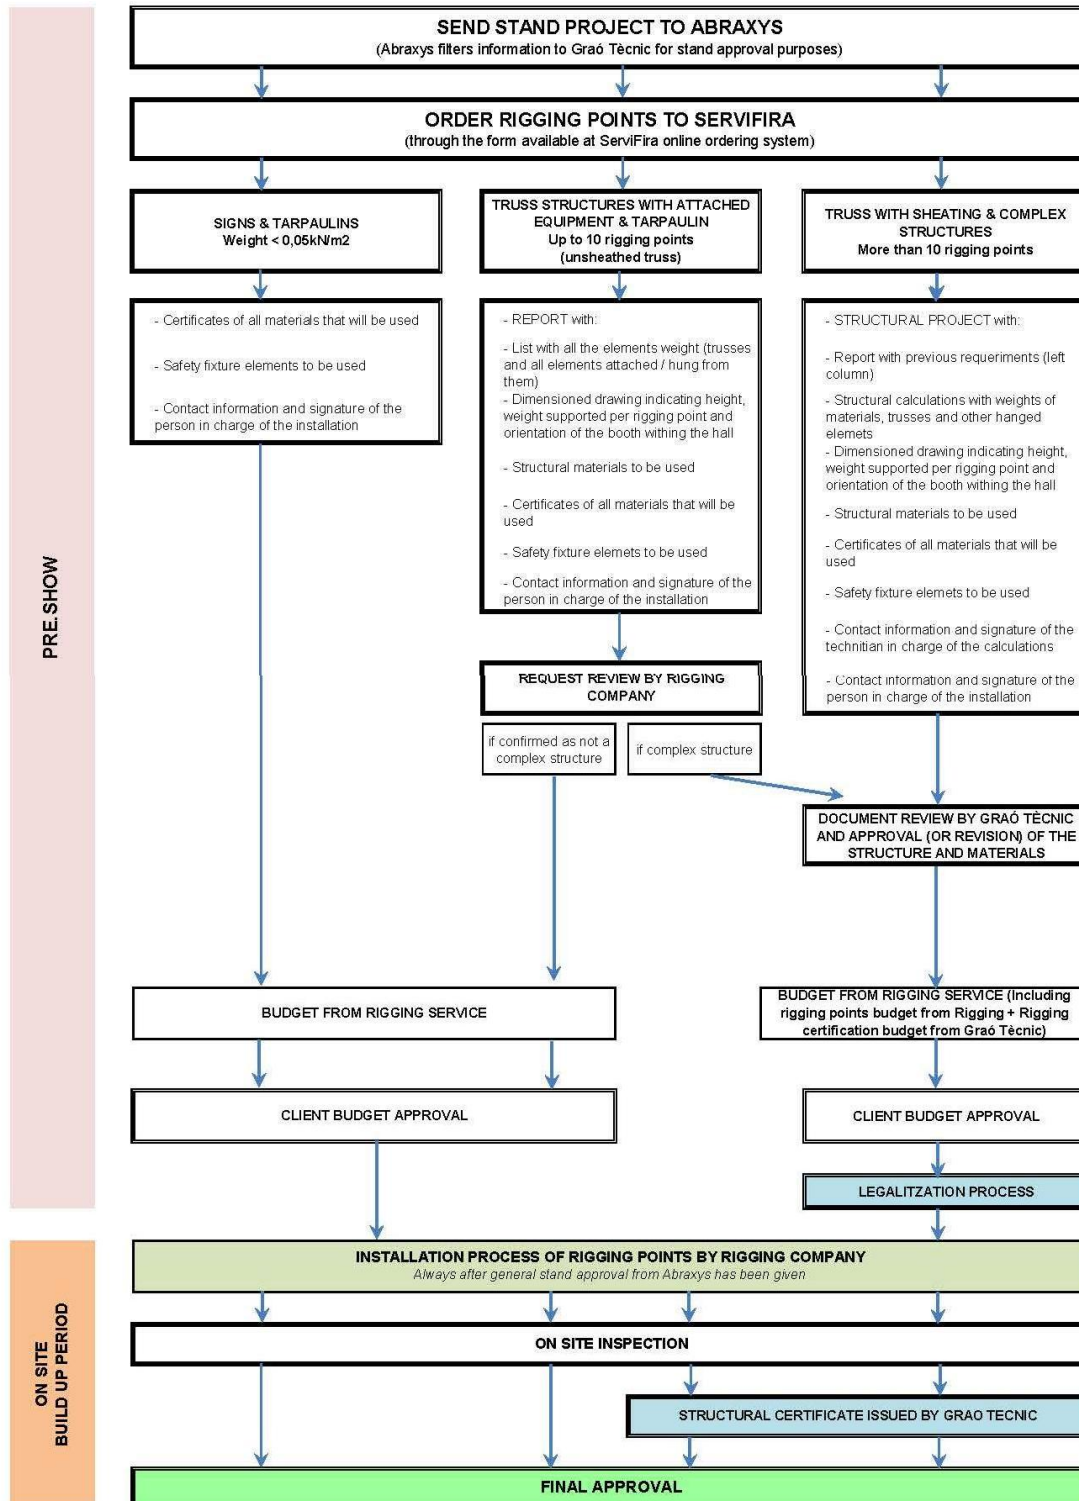 SEND STAND PROJECT TO ABRAXYS
(Abraxys filters information to Graó Tècnic for stand approval purposes)
ORDER RIGGING POINTS TO SERVIFIRA
(through the form available at ServiFira online ordering system)
SIGNS & TARPAULINS
Weight < 0,05kN/m2
TRUSS STRUCTURES WITH ATTACHED
EQUIPMENT & TARPAULIN
Up to 10 rigging points
(unsheathed truss)
TRUSS WITH SHEATING & COMPLEX
STRUCTURES
More than 10 rigging points
- Certificates of all materials that will be used
- Safety fixture elements to be used
- Contact information and signature of the
person in charge of the installation
- REPORT with:
- List with all the elements weight (trusses
and all elements attached / hung from
them)
- Dimensioned drawing indicating height,
weight supported per rigging point and
orientation of the booth withing the hall
- Structural materials to be used
- Certificates of all materials that will be
used
- Safety fixture elemets to be used
- Contact information and signature of the
person in charge of the installation
- STRUCTURAL PROJECT with:
- Report with previous requeriments (left
column)
- Structural calculations with weights of
materials, trusses and other hanged
elemets
- Dimensioned drawing indicating height,
weight supported per rigging point and
orientation of the booth withing the hall
- Structural materials to be used
- Certificates of all materials that will be
used
- Safety fixture elemets to be used
- Contact information and signature of the
technitian in charge of the calculations
- Contact information and signature of the
person in charge of the installation
PRE.SHOW
REQUEST REVIEW BY RIGGING
COMPANY
if confirmed as not a
complex structure
if complex structure
DOCUMENT REVIEW BY GRAÓ TÈCNIC
AND APPROVAL (OR REVISION) OF THE
STRUCTURE AND MATERIALS
BUDGET FROM RIGGING SERVICE
BUDGET FROM RIGGING SERVICE (Including
rigging points budget from Rigging + Rigging
certification budget from Graó Tècnic)
CLIENT BUDGET APPROVAL
CLIENT BUDGET APPROVAL
LEGALITZATION PROCESS
ON SITE
BUILD UP PERIOD
INSTALLATION PROCESS OF RIGGING POINTS BY RIGGING COMPANY
Always after general stand approval from Abraxys has been given
ON SITE INSPECTION
STRUCTURAL CERTIFICATE ISSUED BY GRAO TECNIC
FINAL APPROVAL